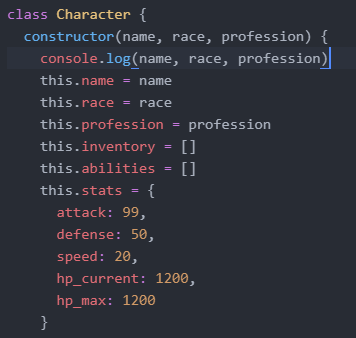 class Character {
  constructor(name, race, profession) {
    console.log(name, race, profession)
    this.name = name
    this.race = race
    this.profession = profession
    this.inventory = []
    this.abilities = []
    this.stats = {
      attack: 99,
      defense: 50,
      speed: 20,
      hp_current: 1200,
      hp_max: 1200
    }